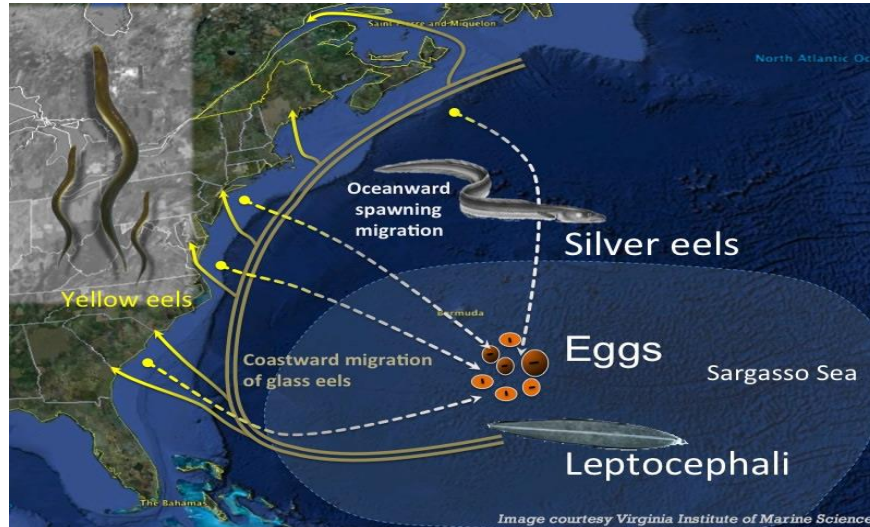 Saint Pierre and Miquelon
North Atlantic Oc
Oceanward
spawning
migration
Silver eels
Yellow eels
Bermuda
Eggs
Coastward migration
of glass eels
Sargasso Sea
Leptocephali
The Bahamas
Image courtesy Virginia Institute of Marine Science